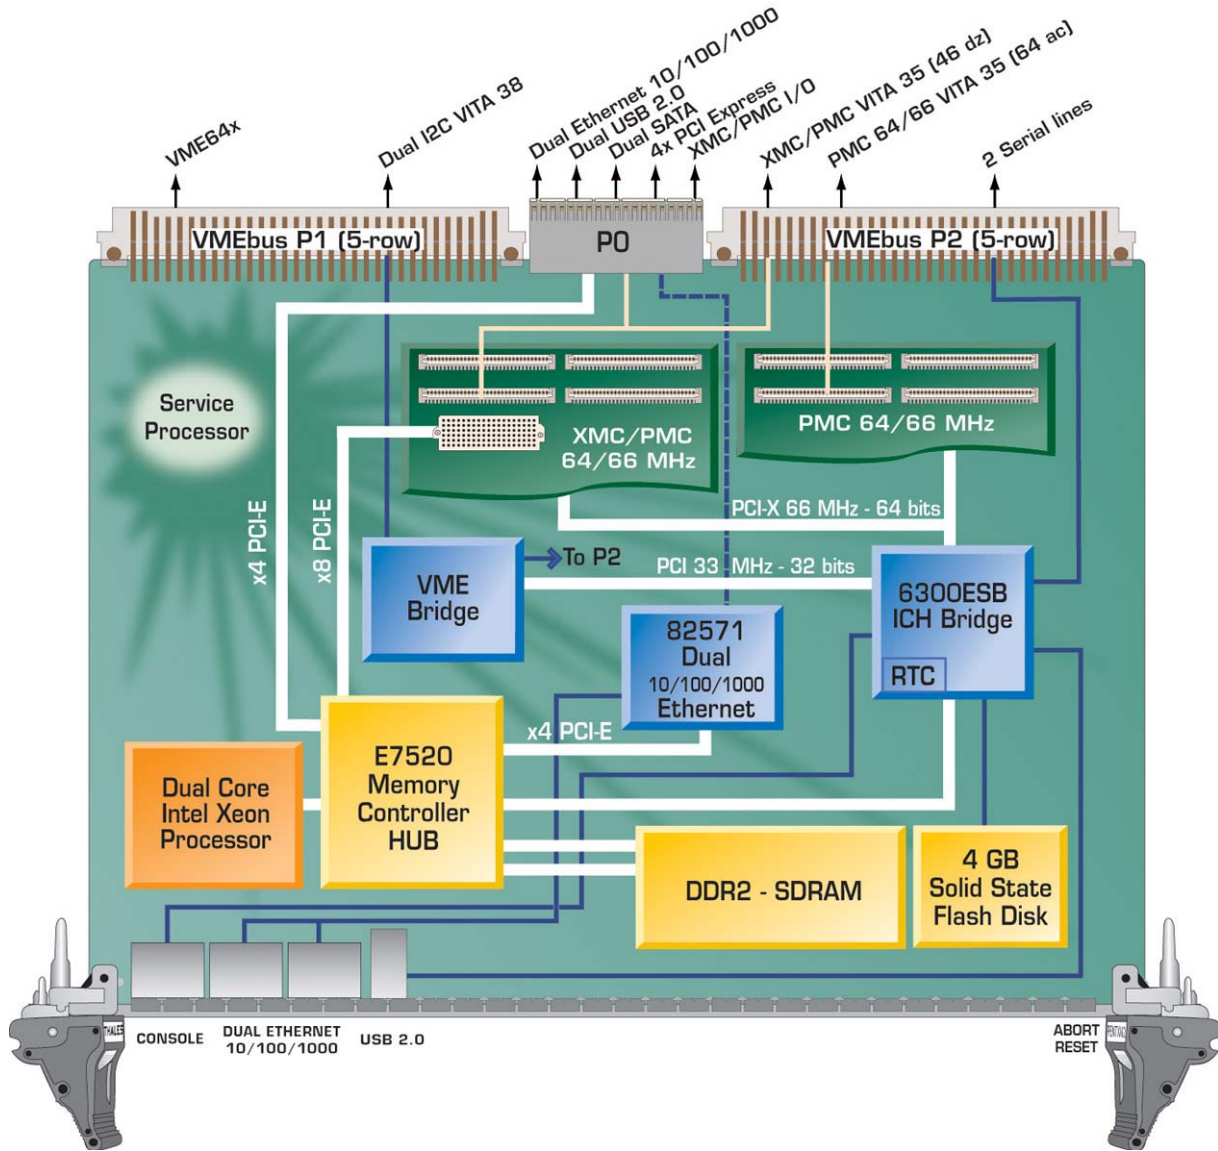 VME64x
Dual I2C VITA 38
Dual Ethernet 10/100/1000
Dual USB 2.0
Dual SATA
4x PCI Express
XMC/PMC I/O
XMC/PMC VITA 35 (46 dz)
PMC 64/66 VITA 35 (64 ac)
2 Serial lines
VMEbus P1 (5-row)
P0
VMEbus P2 (5-row)
Service
Processor
XMC/PMC
64/66 MHz
PMC 64/66 MHz
x4 PCI-E
x8 PCI-E
PCI-X 66 MHz - 64 bits
VME
Bridge
To P2
PCI 33 MHz - 32 bits
6300ESB
ICH Bridge
RTC
82571
Dual
10/100/1000
Ethernet
x4 PCI-E
Dual Core
Intel Xeon
Processor
E7520
Memory
Controller
HUB
DDR2 - SDRAM
4 GB
Solid State
Flash Disk
THALES
CONSOLE
DUAL ETHERNET
10/100/1000
USB 2.0
ABORT
RESET